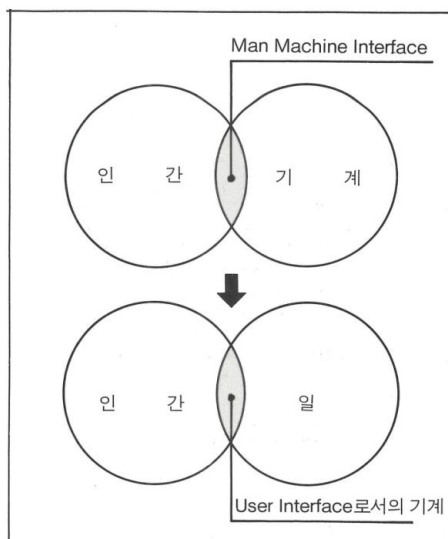 Man Machine Interface
인 간
기 계
인 간
일
User Interface로서의 기계